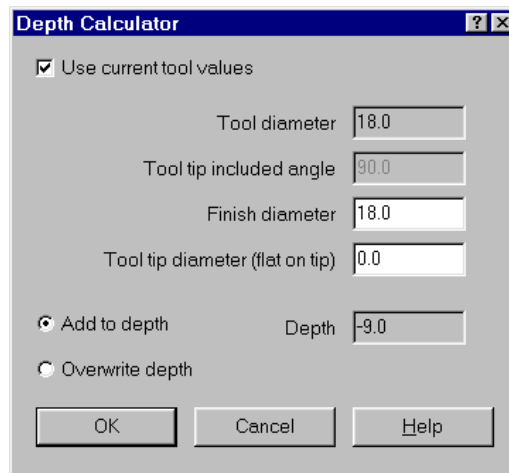 Depth Calculator
Use current tool values
Tool diameter 18.0
Tool tip included angle 90.0
Finish diameter 18.0
Tool tip diameter (flat on tip) 0.0
Add to depth Depth -9.0
Overwrite depth
OK Cancel Help